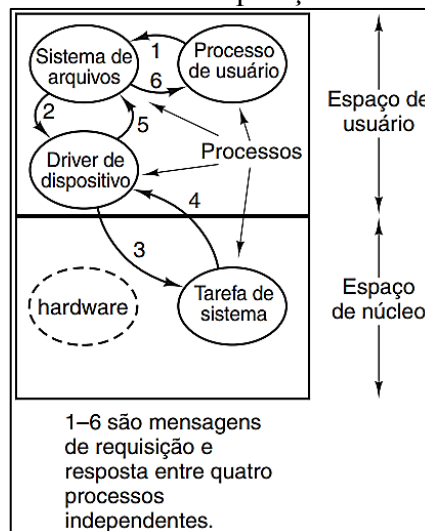 1
Sistema de
arquivos
Processo
de usuário
6
2
5
Espaço de
usuário
Processos
Driver de
dispositivo
4
3
hardware
Tarefa de
sistema
Espaço
de núcleo
1–6 são mensagens
de requisição e
resposta entre quatro
processos
independentes.